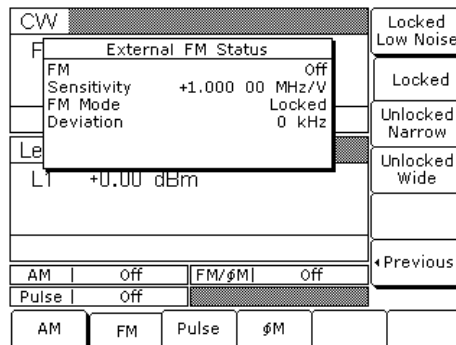 CW
F
External FM Status
FM Off
Sensitivity +1.000 00 MHz/V
FM Mode Locked
Deviation 0 kHz
Le
L1 +0.00 dBm
AM Off FM/ϕM Off
Pulse Off
AM FM Pulse ϕM
Locked
Low Noise
Locked
Unlocked
Narrow
Unlocked
Wide
Previous